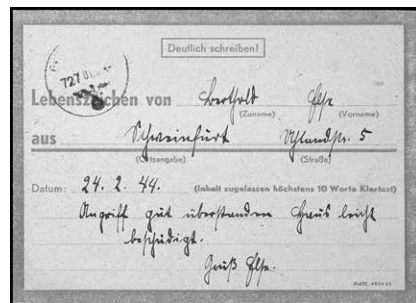 Deutlich schreiben!
Lebenszeichen von Berthold Else
(Zuname) (Vorname)
aus Schweinfurt Uhlandstr. 5
(Ortsangabe) (Straße)
Datum: 24. 2. 44. (Inhalt zugelassen höchstens 10 Worte Klartext)
Angriff gut überstanden Haus leicht
beschädigt.
Gruß Else.